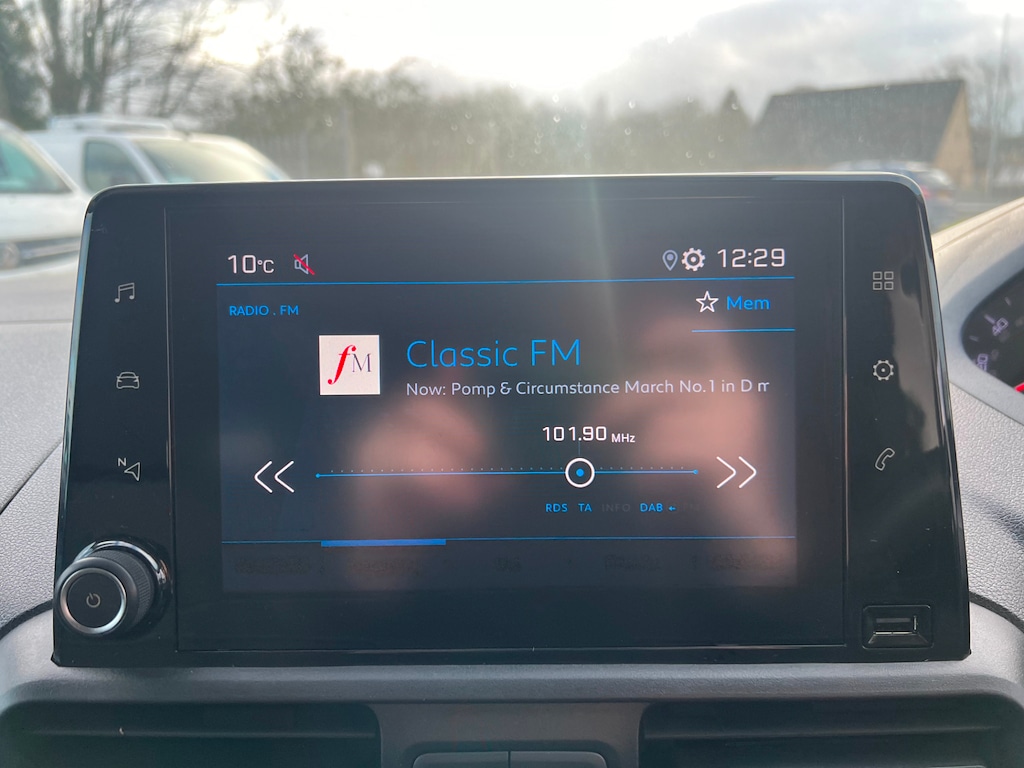 10°C 12:29
RADIO . FM
Mem
fM
Classic FM
Now: Pomp & Circumstance March No.1 in D m
101.90 MHz
N
RDS TA INFO DAB